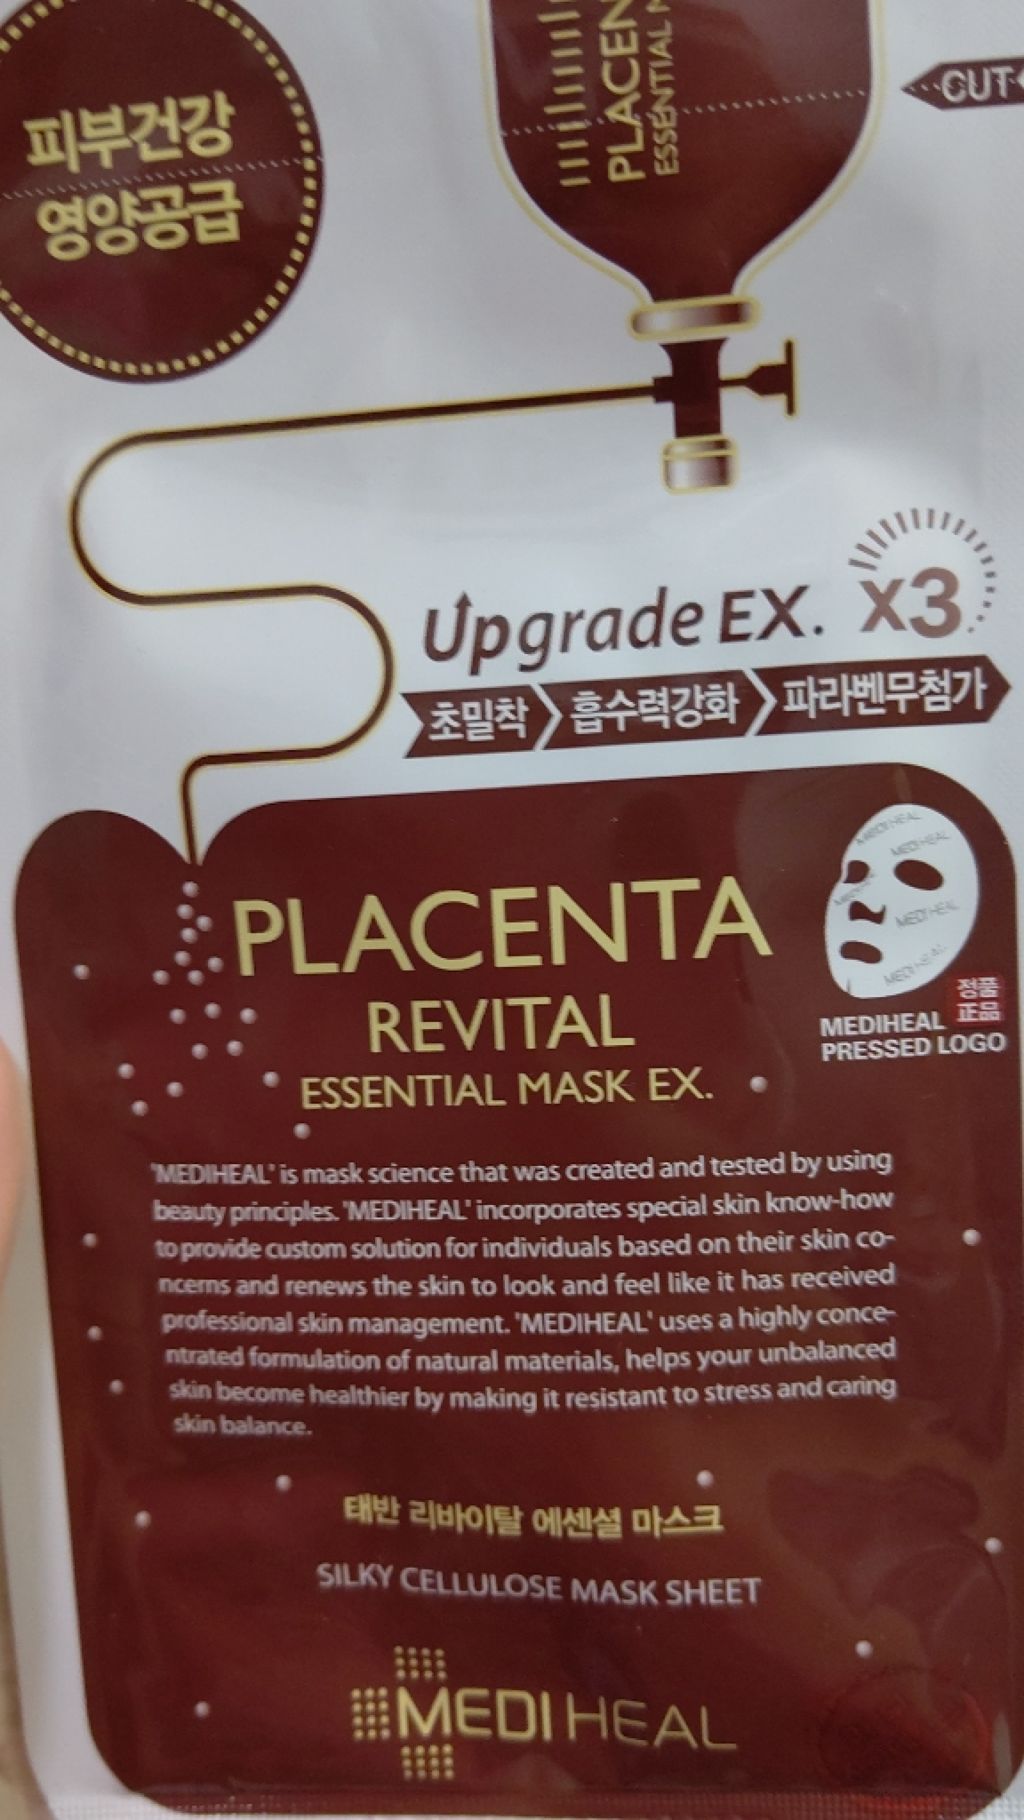 PLACEN
ESSENTIAL
CUT
피부건강
영양공급
Upgrade EX. x3
초밀착 흡수력강화 파라벤무첨가
MEDIHEAL
MEDIHEAL
MEDIHEAL
MEDIHEAL
MEDIHEAL
PLACENTA
REVITAL
ESSENTIAL MASK EX.
정품
正品
MEDIHEAL
PRESSED LOGO
'MEDIHEAL' is mask science that was created and tested by using
beauty principles. 'MEDIHEAL' incorporates special skin know-how
to provide custom solution for individuals based on their skin co-
ncerns and renews the skin to look and feel like it has received
professional skin management. 'MEDIHEAL' uses a highly conce-
ntrated formulation of natural materials, helps your unbalanced
skin become healthier by making it resistant to stress and caring
skin balance.
태반 리바이탈 에센셜 마스크
SILKY CELLULOSE MASK SHEET
MEDIHEAL